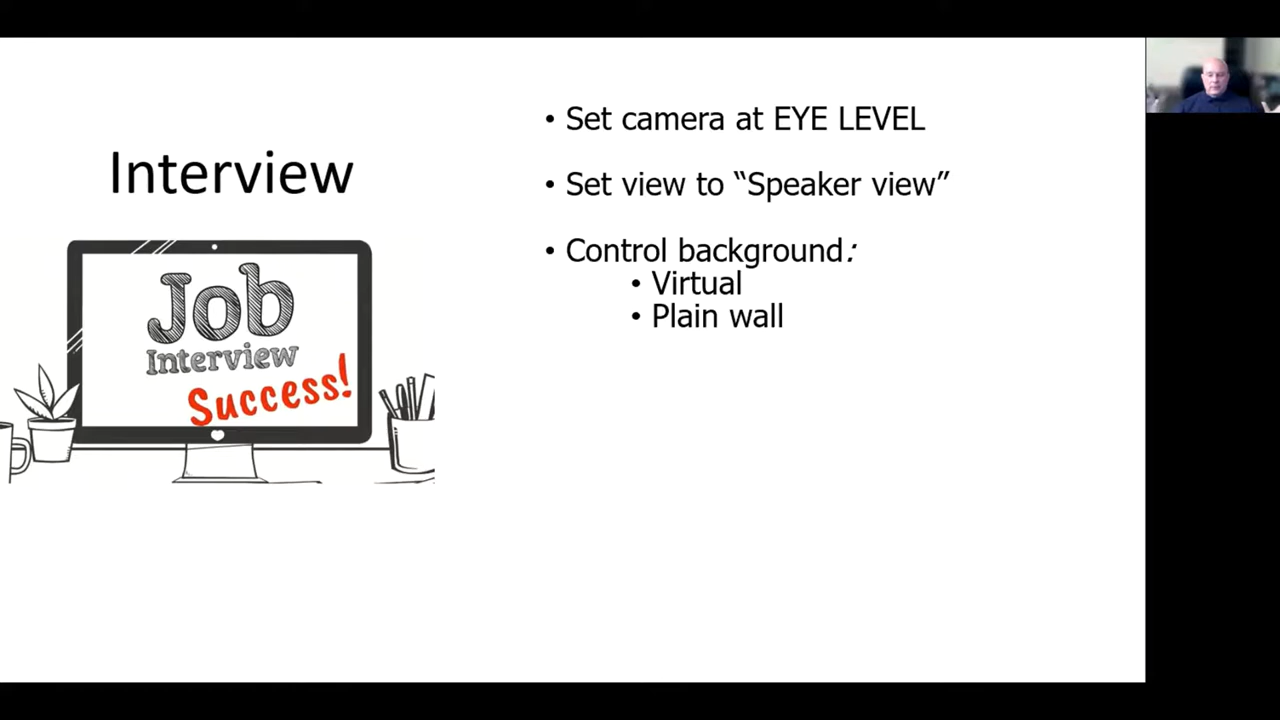 Interview
Job
Interview
Success!
• Set camera at EYE LEVEL
• Set view to “Speaker view”
• Control background:
• Virtual
• Plain wall